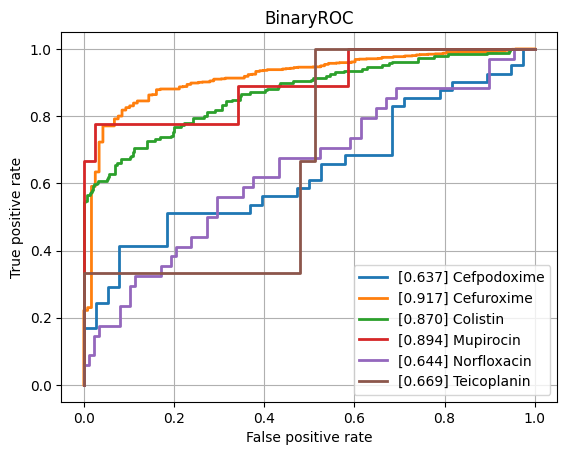 BinaryROC
True positive rate
1.0
0.8
0.6
0.4
0.2
0.0
[0.637] Cefpodoxime
[0.917] Cefuroxime
[0.870] Colistin
[0.894] Mupirocin
[0.644] Norfloxacin
[0.669] Teicoplanin
0.0 0.2 0.4 0.6 0.8 1.0
False positive rate